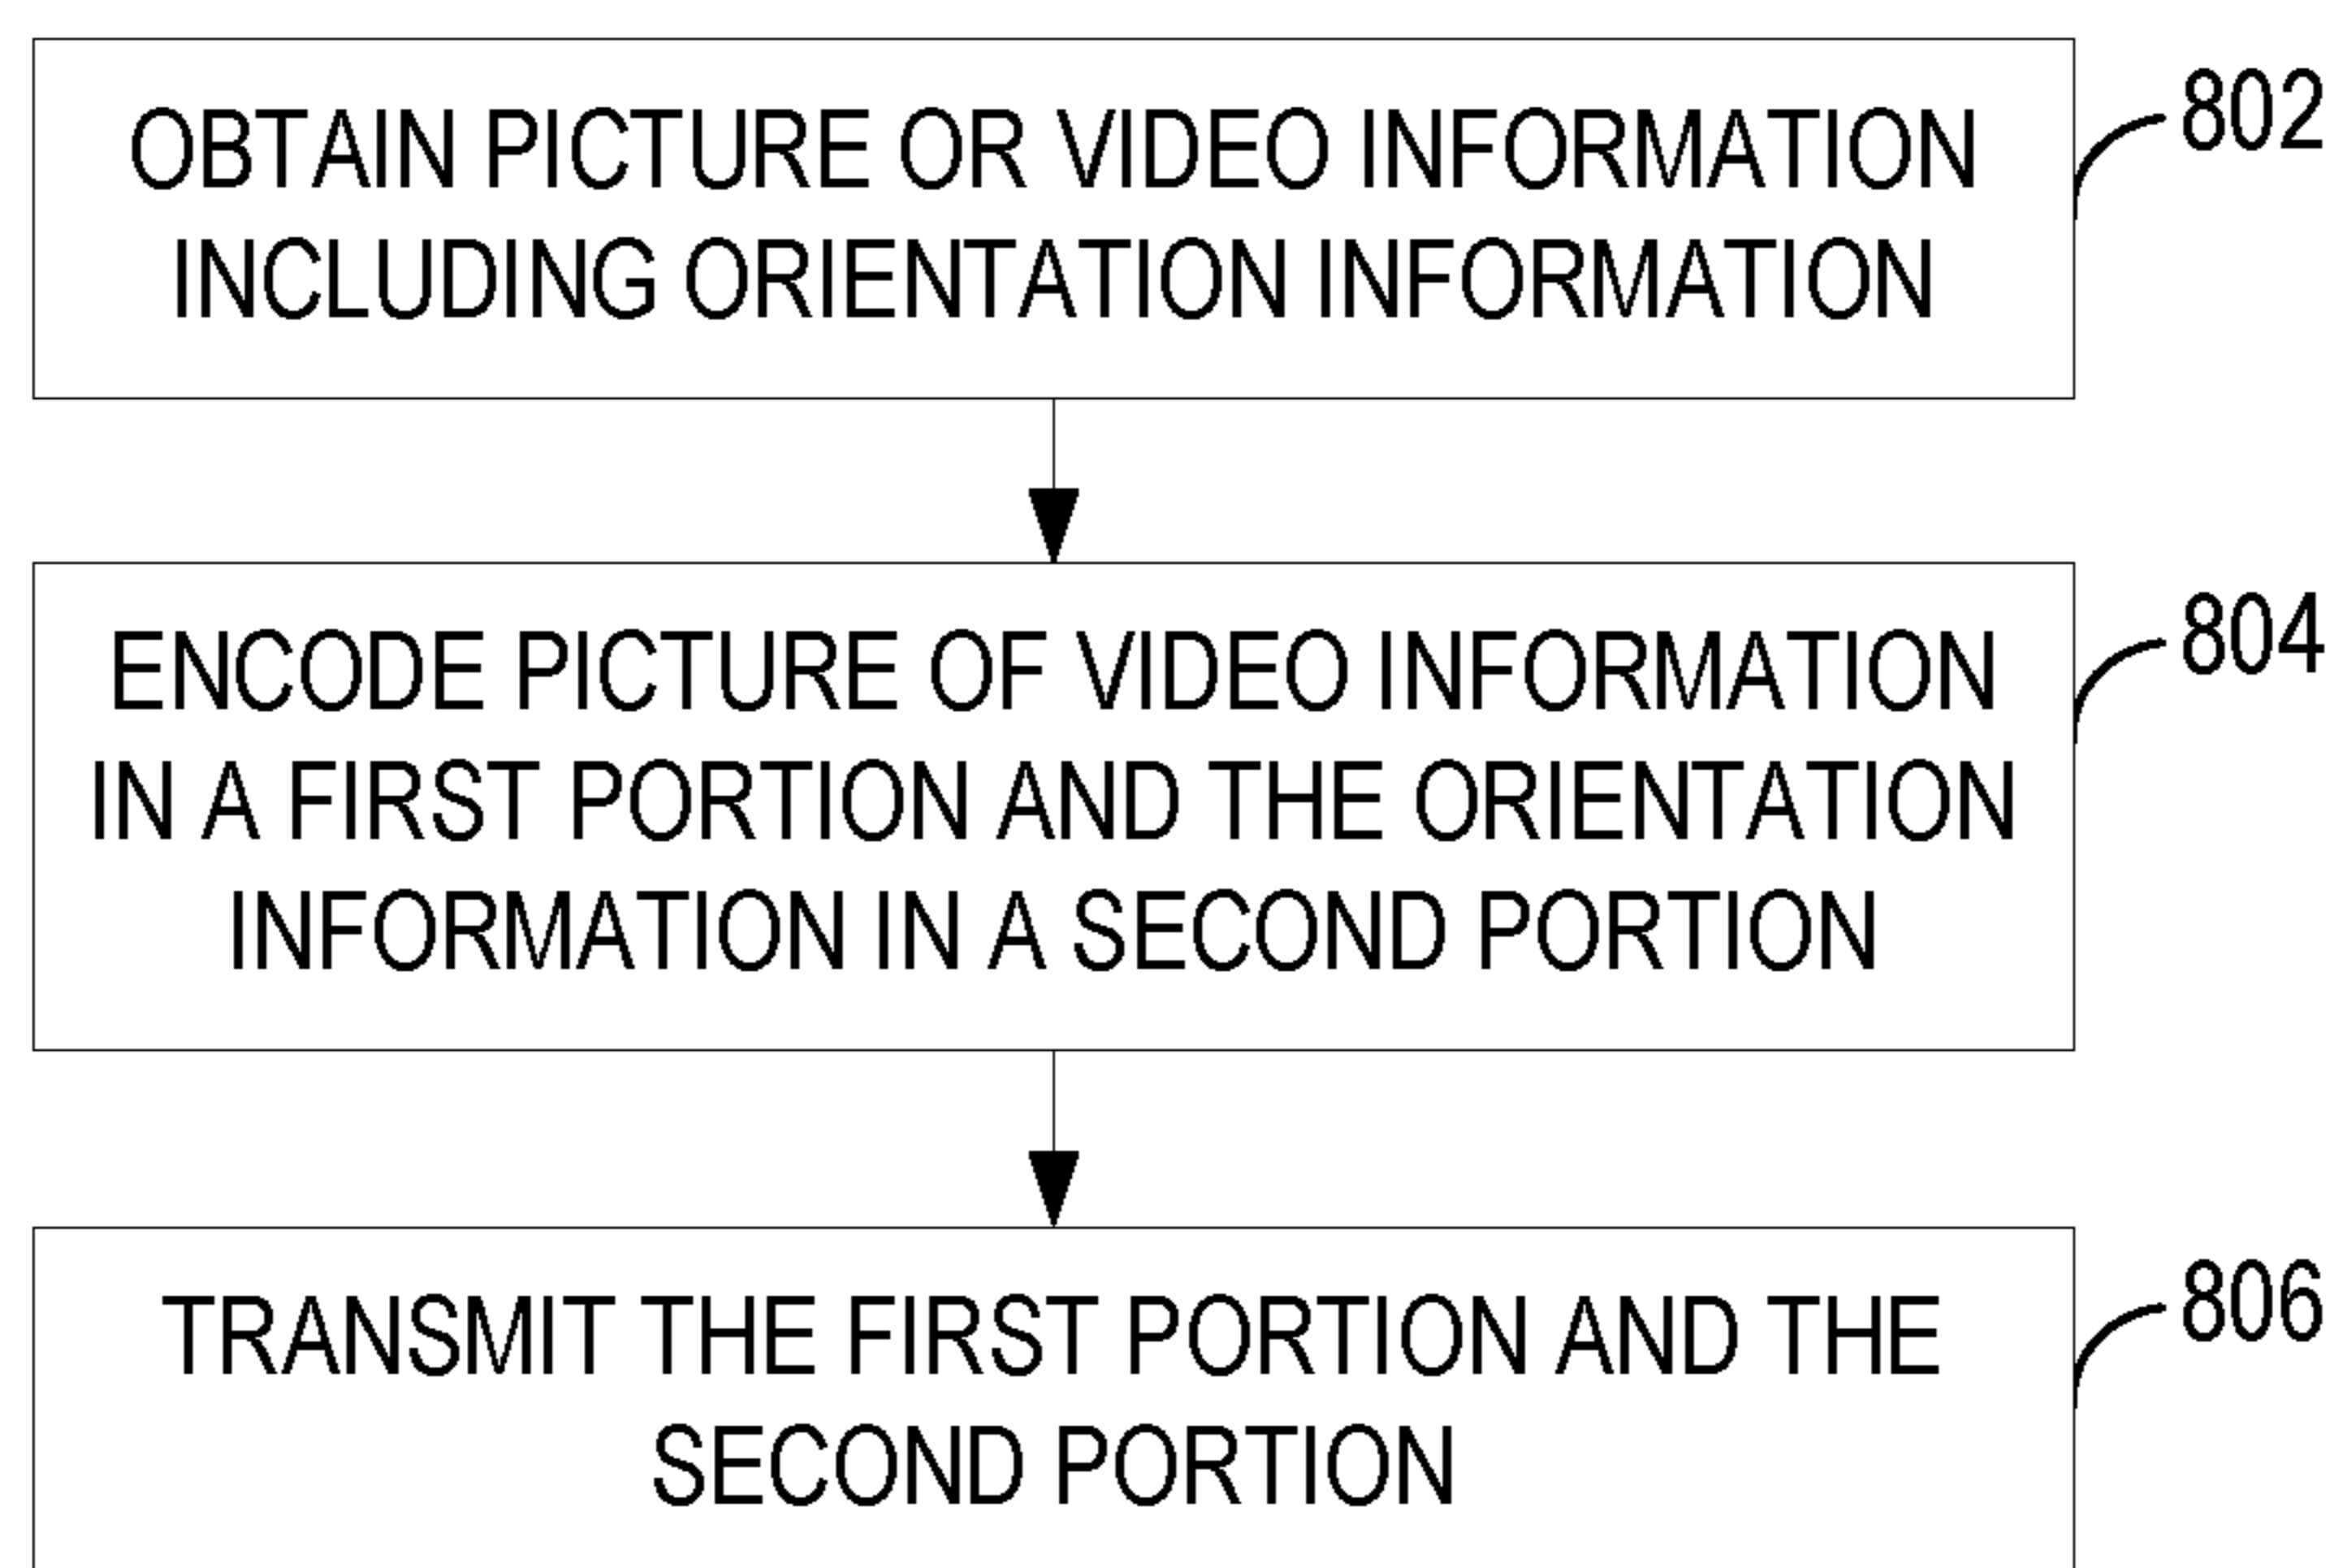 OBTAIN PICTURE OR VIDEO INFORMATION
INCLUDING ORIENTATION INFORMATION
802
ENCODE PICTURE OF VIDEO INFORMATION
IN A FIRST PORTION AND THE ORIENTATION
INFORMATION IN A SECOND PORTION
804
TRANSMIT THE FIRST PORTION AND THE
SECOND PORTION
806